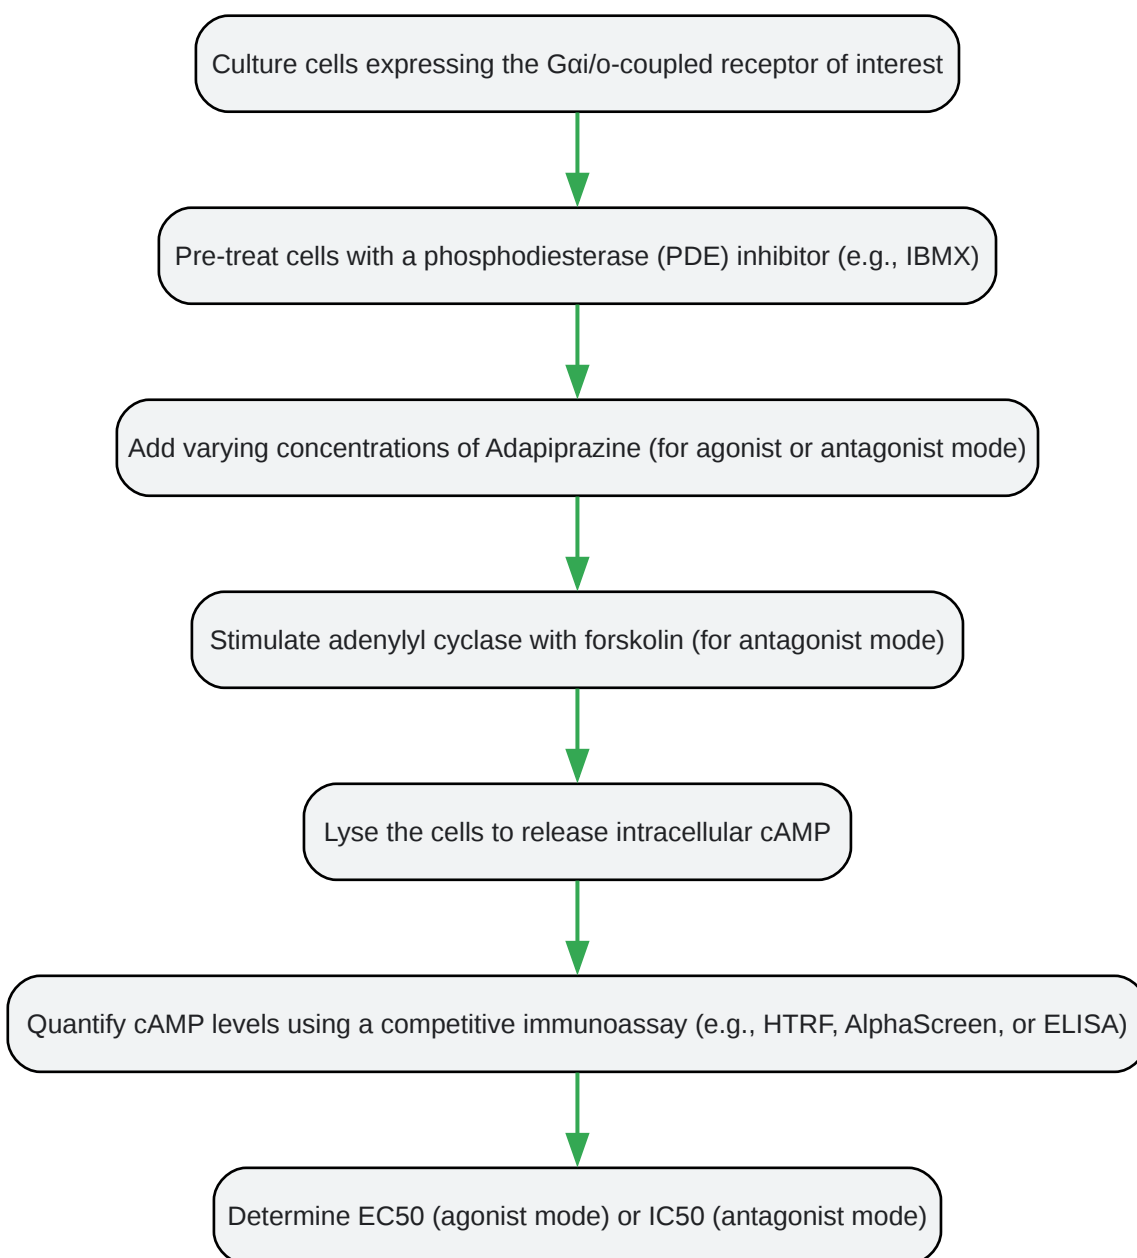 Culture cells expressing the Gαi/o-coupled receptor of interest
Pre-treat cells with a phosphodiesterase (PDE) inhibitor (e.g., IBMX)
Add varying concentrations of Adapiprazine (for agonist or antagonist mode)
Stimulate adenylyl cyclase with forskolin (for antagonist mode)
Lyse the cells to release intracellular cAMP
Quantify cAMP levels using a competitive immunoassay (e.g., HTRF, AlphaScreen, or ELISA)
Determine EC50 (agonist mode) or IC50 (antagonist mode)